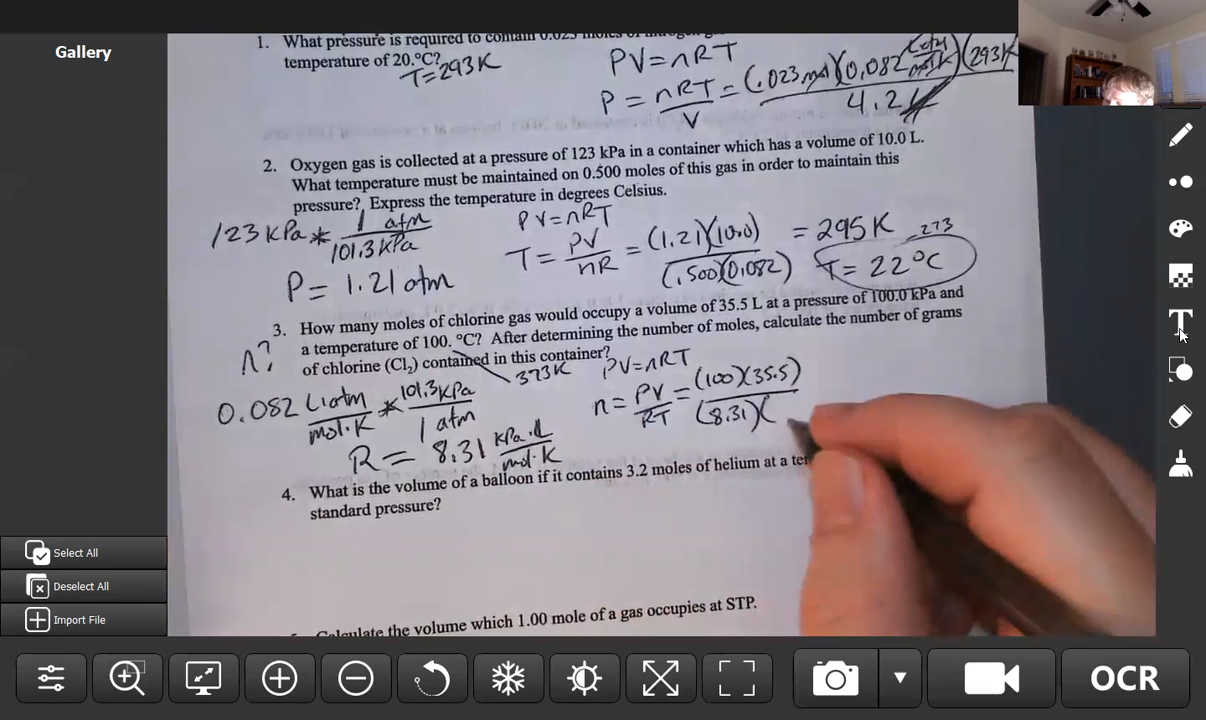 Gallery
1. What pressure is required to contain 0.023 moles of nitrogen
temperature of 20.°C?
T=293K
PV=nRT
P = nRT/V = (.023 mol)(0.082 L·atm/mol·K)(293K)/4.2 L
2. Oxygen gas is collected at a pressure of 123 kPa in a container which has a volume of 10.0 L.
What temperature must be maintained on 0.500 moles of this gas in order to maintain this
pressure? Express the temperature in degrees Celsius.
123 kPa * 1 atm/101.3 kPa
P = 1.21 atm
PV=nRT
T = PV/nR = (1.21)(10.0)/(.500)(0.082) = 295 K
-273
T= 22 °C
3. How many moles of chlorine gas would occupy a volume of 35.5 L at a pressure of 100.0 kPa and
a temperature of 100. °C? After determining the number of moles, calculate the number of grams
of chlorine (Cl₂) contained in this container?
n?
373K
0.082 L·atm/mol·K * 101.3 kPa/1 atm
R = 8.31 kPa·L/mol·K
PV=nRT
n = PV/RT = (100)(35.5)/(8.31)(
4. What is the volume of a balloon if it contains 3.2 moles of helium at a
standard pressure?
Calculate the volume which 1.00 mole of a gas occupies at STP.
Select All
Deselect All
Import File
T
OCR